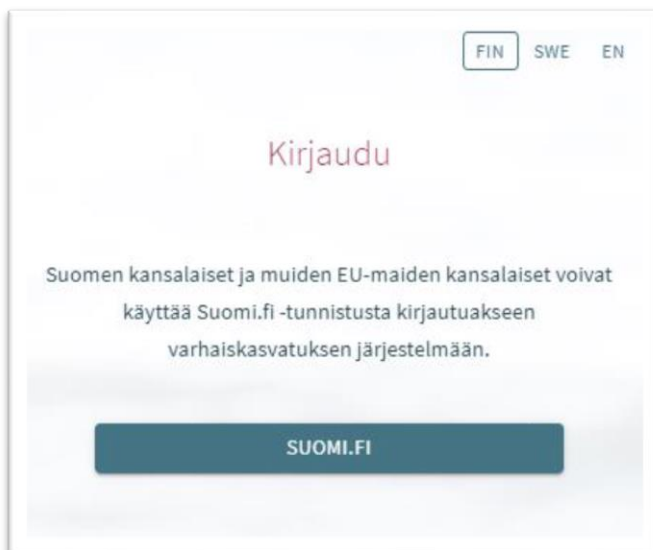 FIN SWE EN
Kirjaudu
Suomen kansalaiset ja muiden EU-maiden kansalaiset voivat
käyttää Suomi.fi -tunnistusta kirjautuakseen
varhaiskasvatuksen järjestelmään.
SUOMI.FI